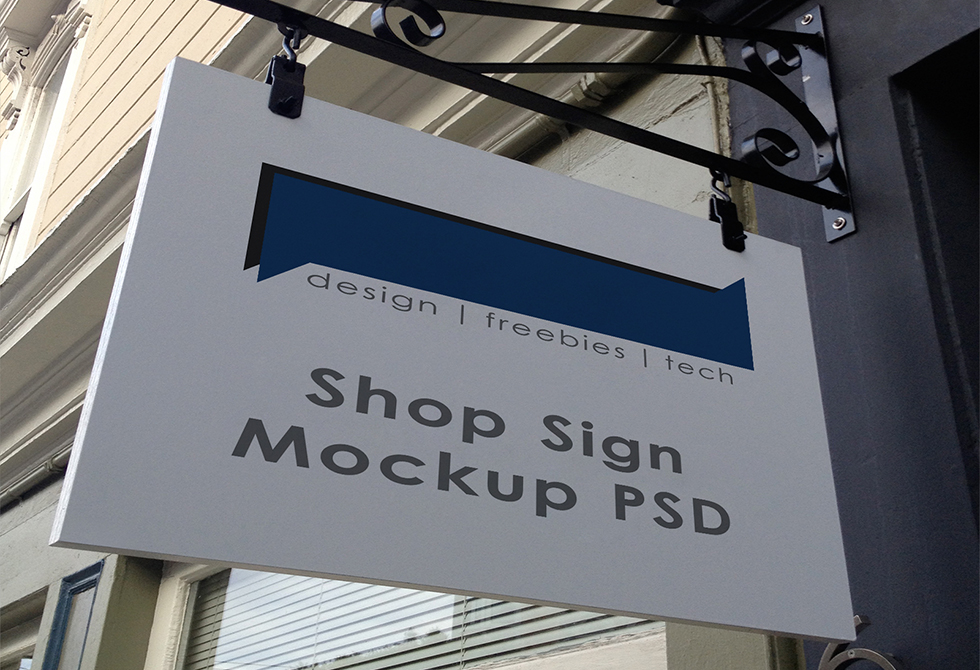 design | freebies | tech
Shop Sign
Mockup PSD